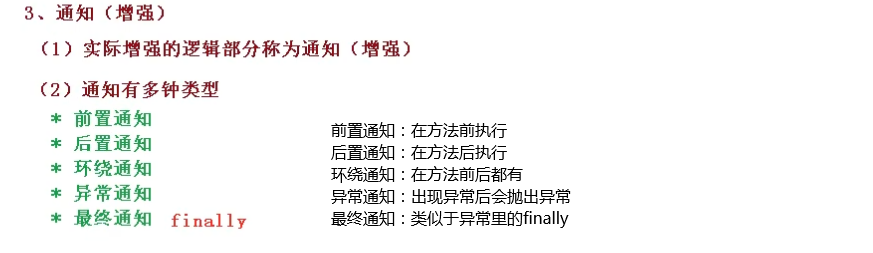 3、通知（增强）
（1）实际增强的逻辑部分称为通知（增强）
（2）通知有多钟类型
* 前置通知
* 后置通知
* 环绕通知
* 异常通知
* 最终通知 finally
前置通知：在方法前执行
后置通知：在方法后执行
环绕通知：在方法前后都有
异常通知：出现异常后会抛出异常
最终通知：类似于异常里的finally